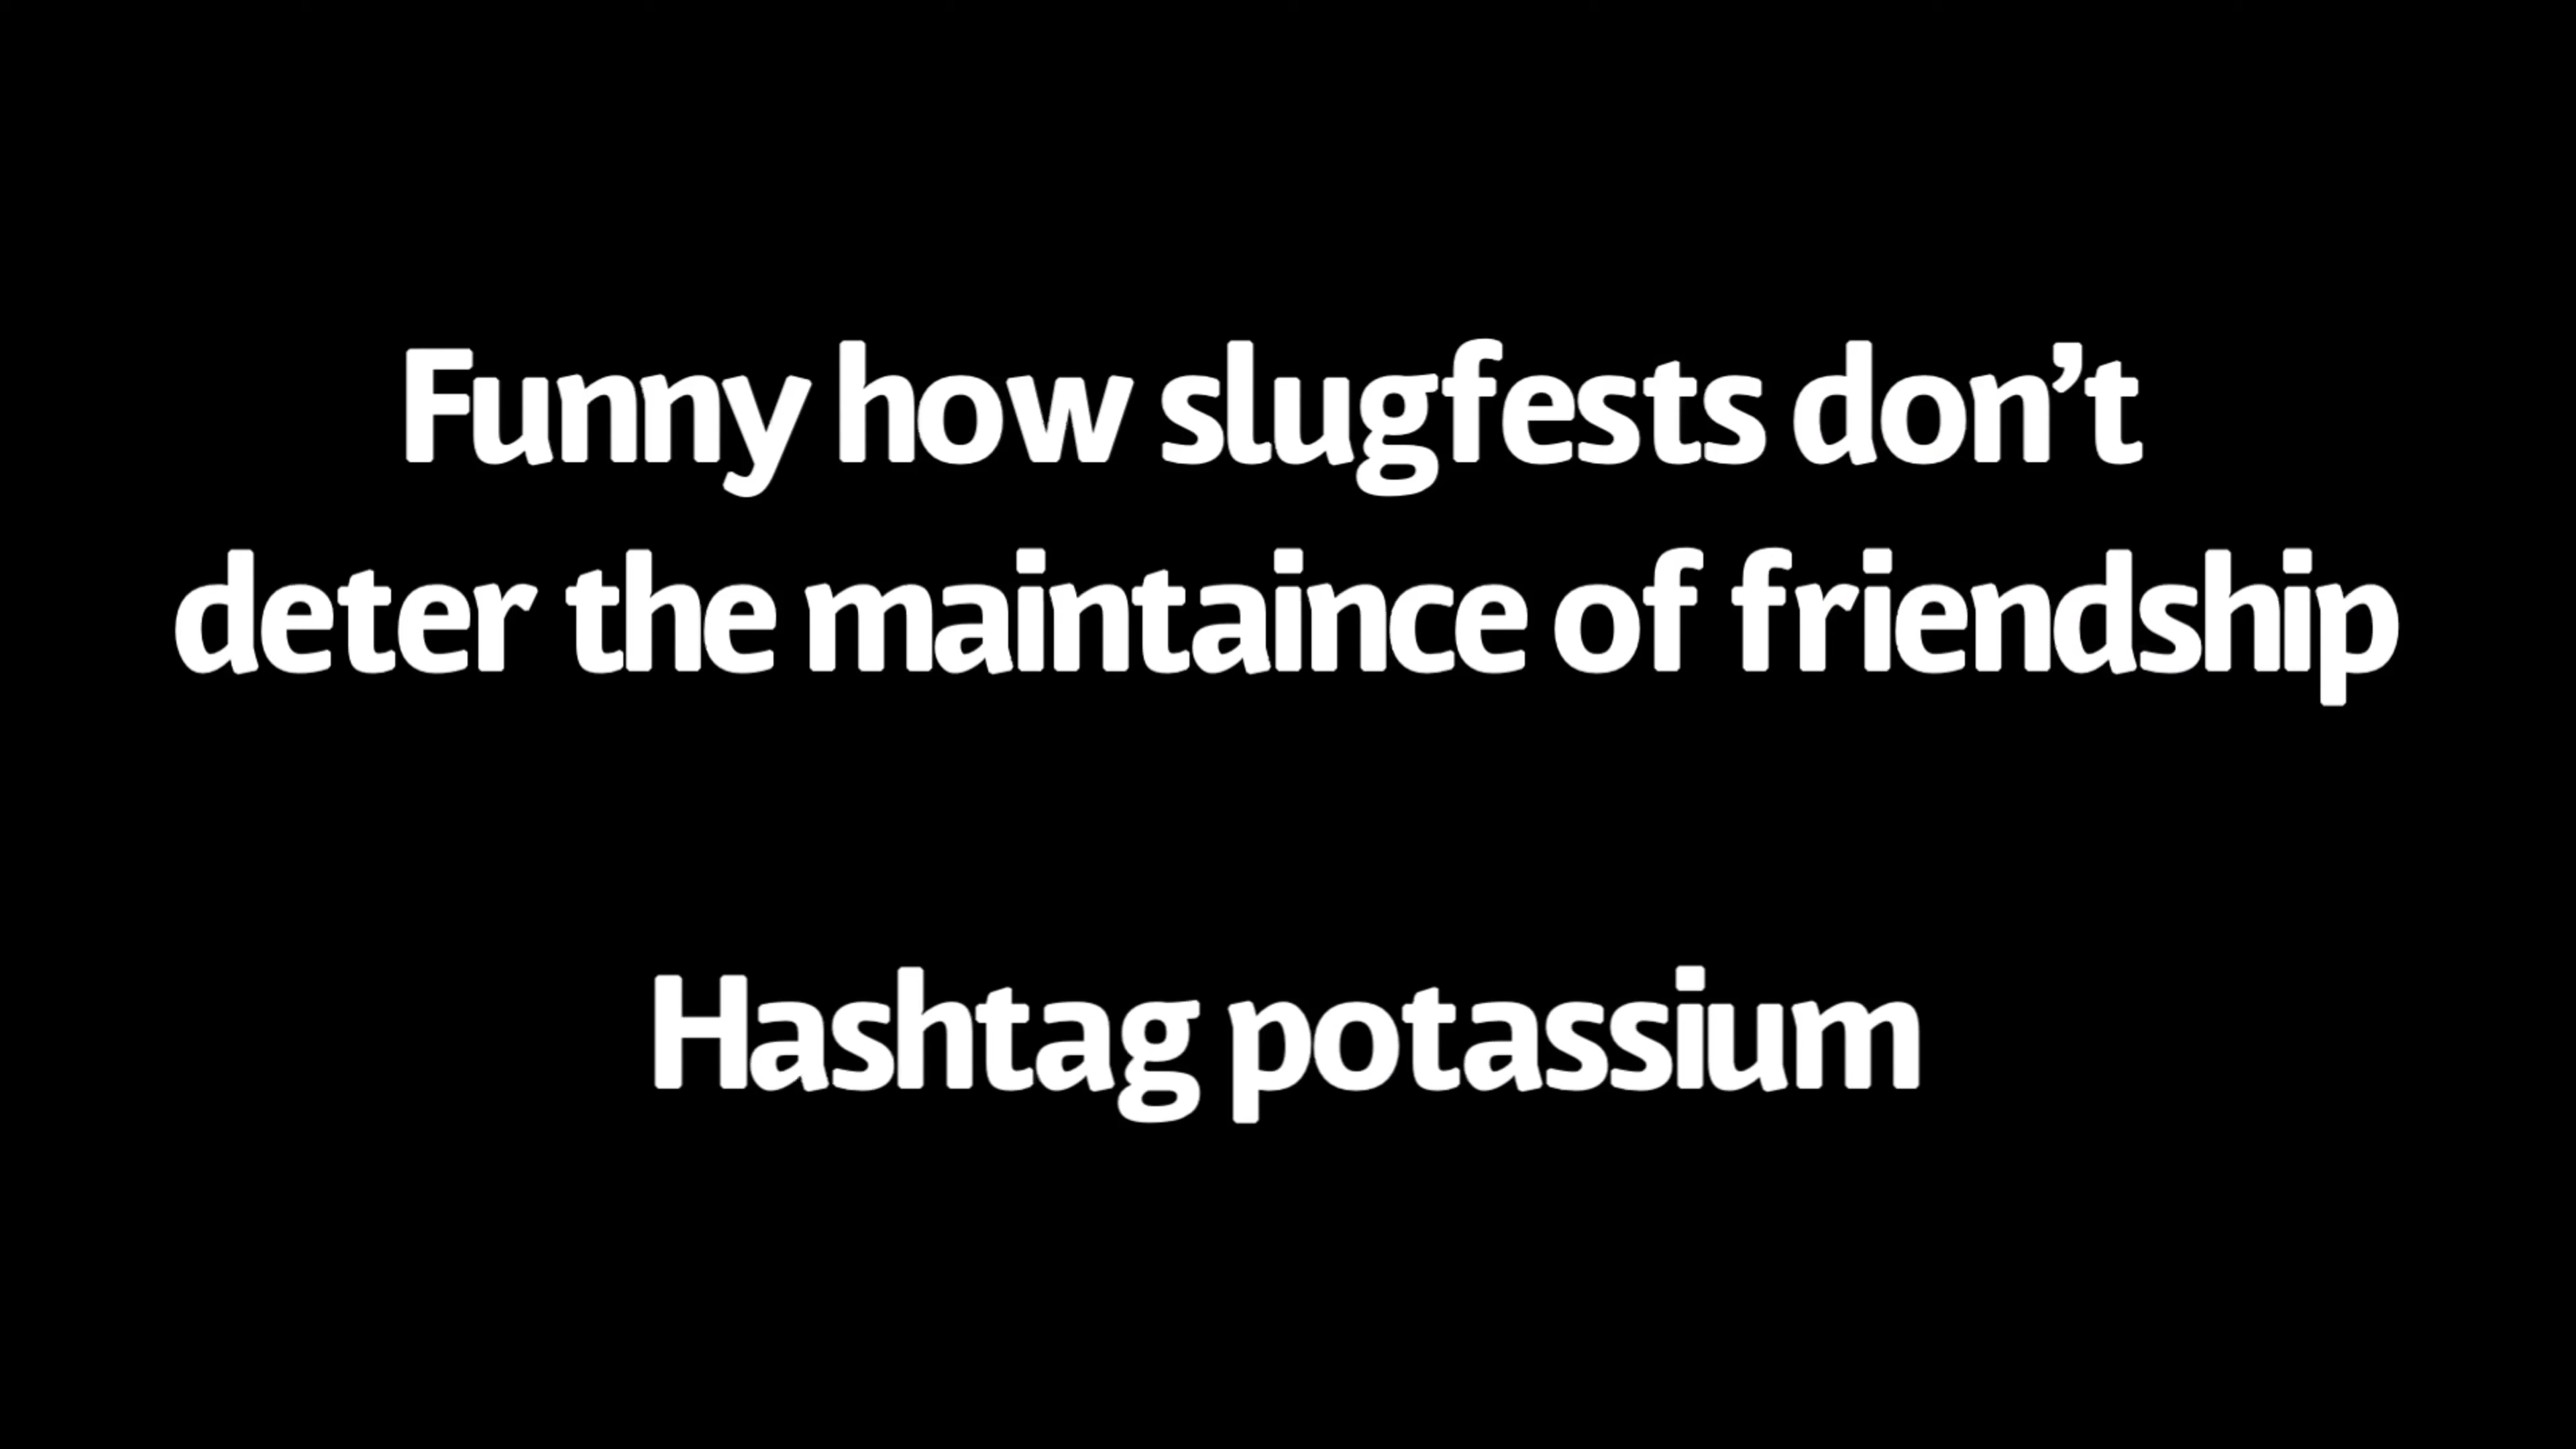 Funny how slugfests don’t
deter the maintaince of friendship
Hashtag potassium